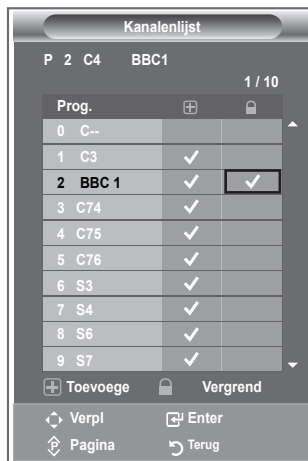 Kanalenlijst
P 2 C4 BBC1
1 / 10
Prog.
0 C--
1 C3
2 BBC 1
3 C74
4 C75
5 C76
6 S3
7 S4
8 S6
9 S7
Toevoege Vergrend
Verpl Enter
P Pagina Terug